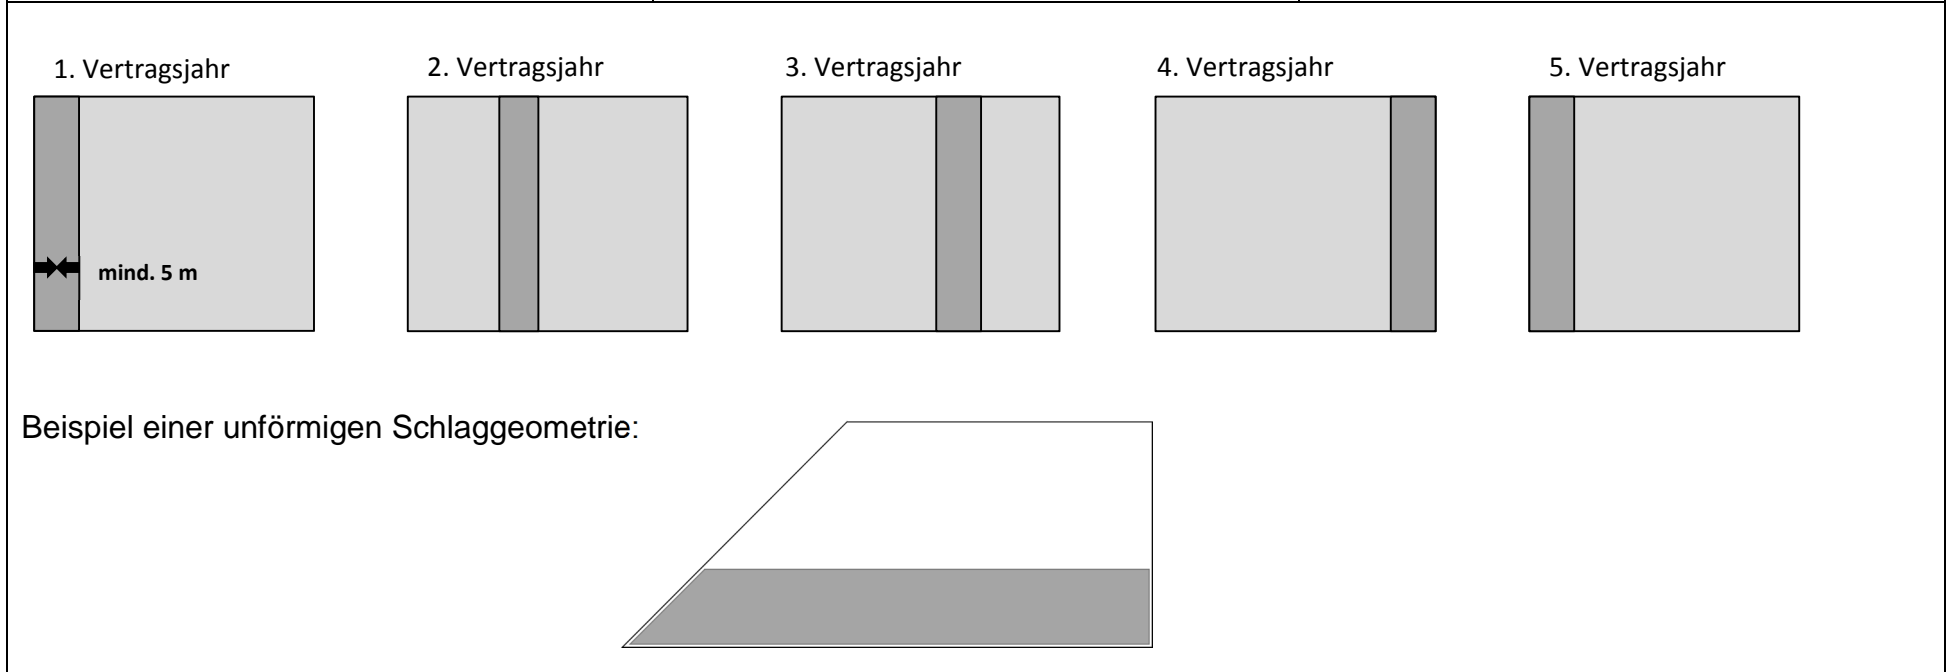 1. Vertragsjahr
2. Vertragsjahr
3. Vertragsjahr
4. Vertragsjahr
5. Vertragsjahr
mind. 5 m
Beispiel einer unförmigen Schlaggeometrie: